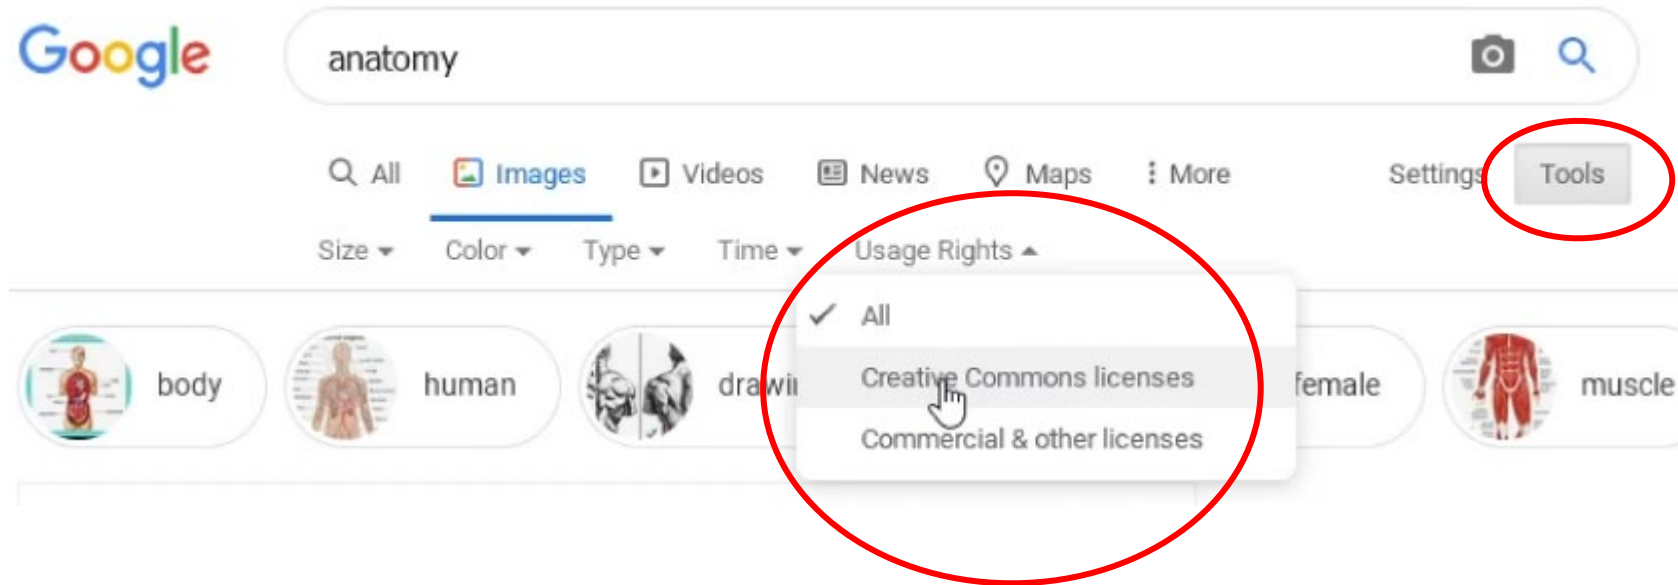 Google
anatomy
All Images Videos News Maps More Settings Tools
Size Color Type Time Usage Rights
All
Creative Commons licenses
Commercial & other licenses
body human drawi female muscle